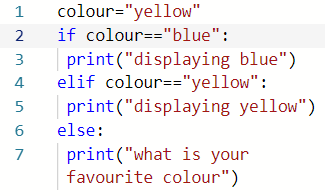 1 colour="yellow"
2 if colour=="blue":
3 print("displaying blue")
4 elif colour=="yellow":
5 print("displaying yellow")
6 else:
7 print("what is your
favourite colour")